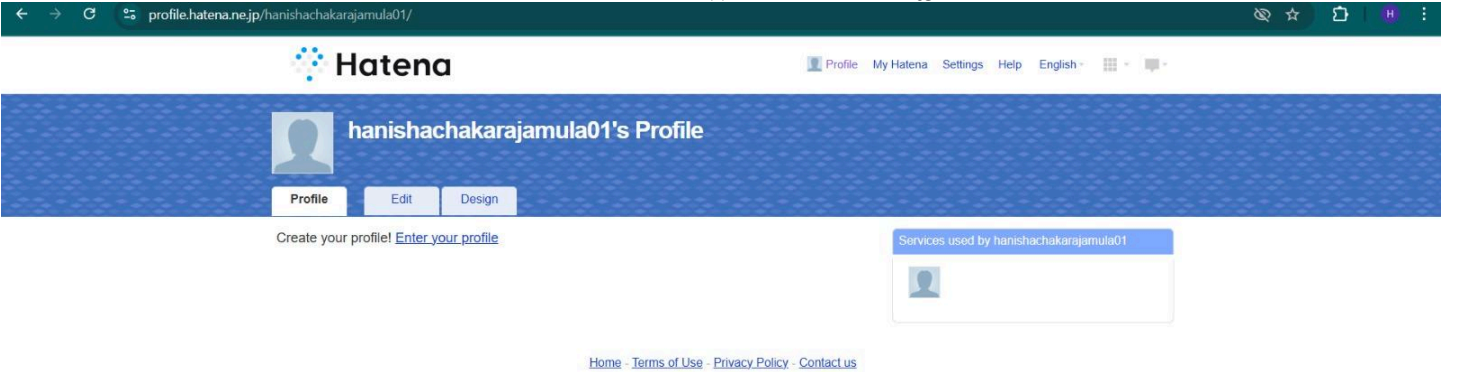 profile.hatena.ne.jp/hanishachakarajamula01/
H
Hatena
Profile My Hatena Settings Help English
hanishachakarajamula01's Profile
Profile Edit Design
Create your profile! Enter your profile
Services used by hanishachakarajamula01
Home - Terms of Use - Privacy Policy - Contact us